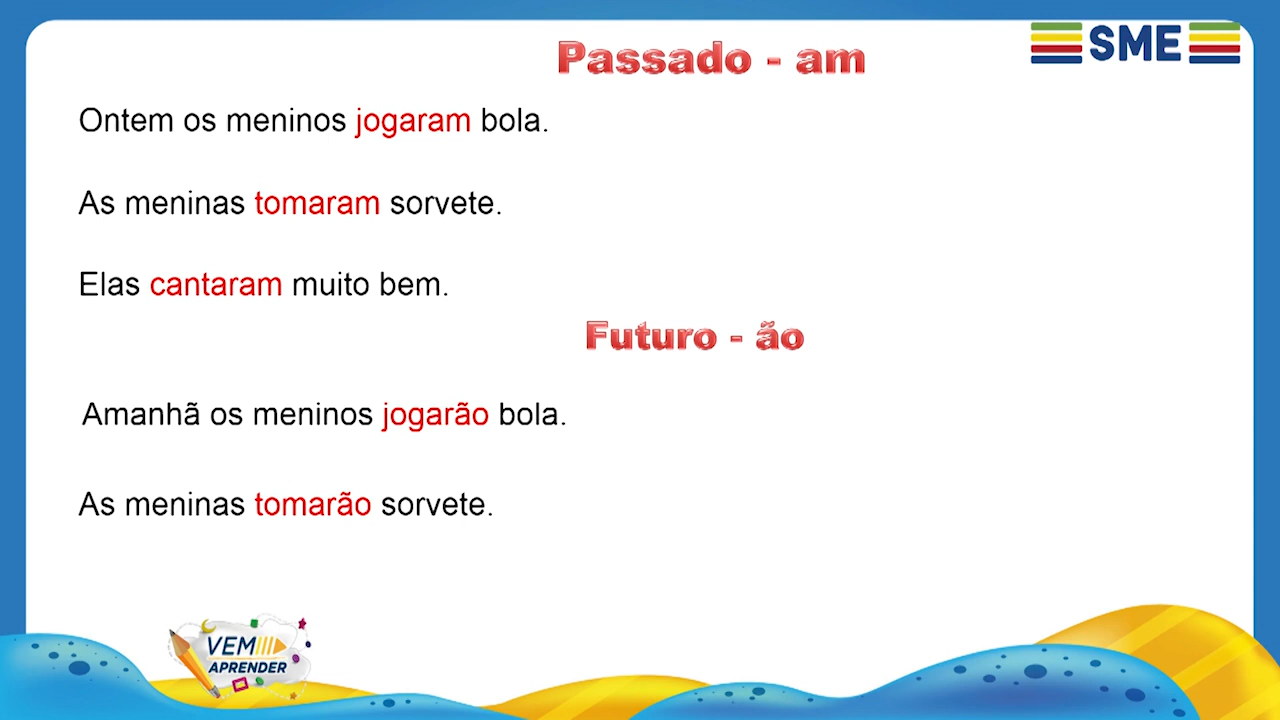 SME
Passado - am
Ontem os meninos jogaram bola.
As meninas tomaram sorvete.
Elas cantaram muito bem.
Futuro - ão
Amanhã os meninos jogarão bola.
As meninas tomarão sorvete.
VEM
APRENDER